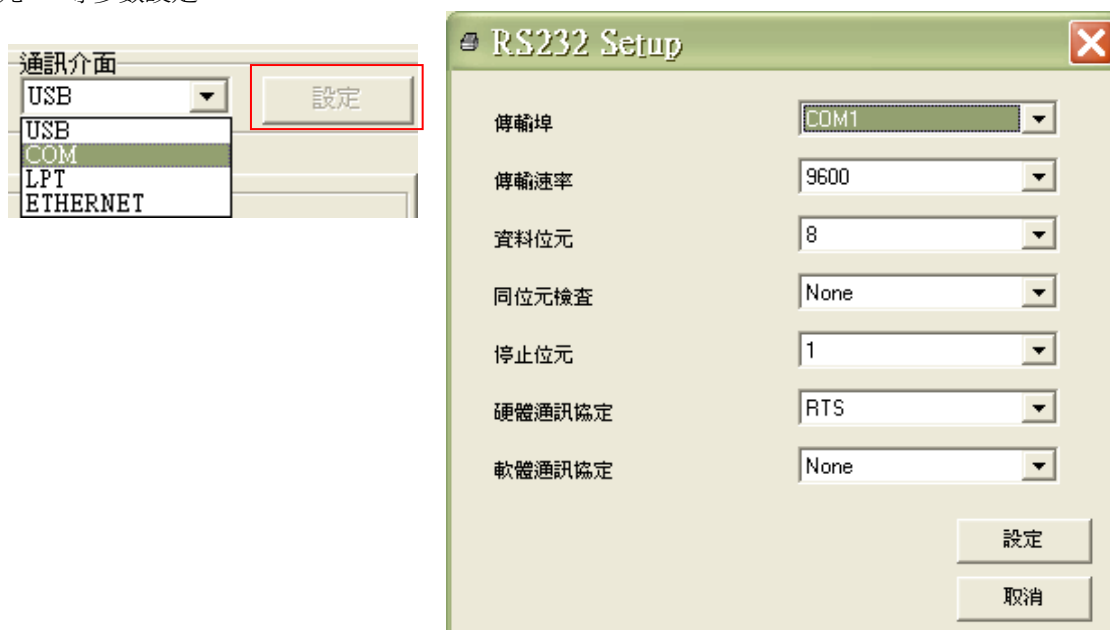 通訊介面
USB
設定
USB
COM
LPT
ETHERNET
RS232 Setup
傳輸埠 COM1
傳輸速率 9600
資料位元 8
同位元檢查 None
停止位元 1
硬體通訊協定 RTS
軟體通訊協定 None
設定
取消